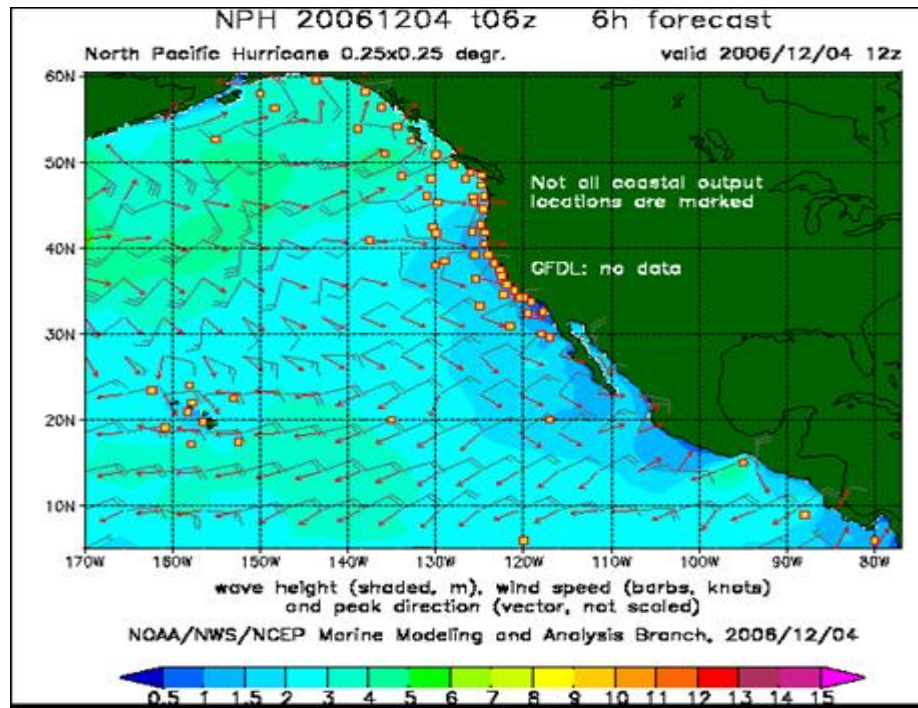 NPH 20061204 t06z 6h forecast
North Pacific Hurricane 0.25x0.25 degr. valid 2006/12/04 12z
60N
50N
40N
30N
20N
10N
Not all coastal output
locations are marked
GFDL: no data
170W 160W 150W 140W 130W 120W 110W 100W 90W 80W
wave height (shaded, m), wind speed (barbs, knots)
and peak direction (vector, not scaled)
NOAA/NWS/NCEP Marine Modeling and Analysis Branch, 2006/12/04
0.5 1 1.5 2 3 4 5 6 7 8 9 10 11 12 13 14 15